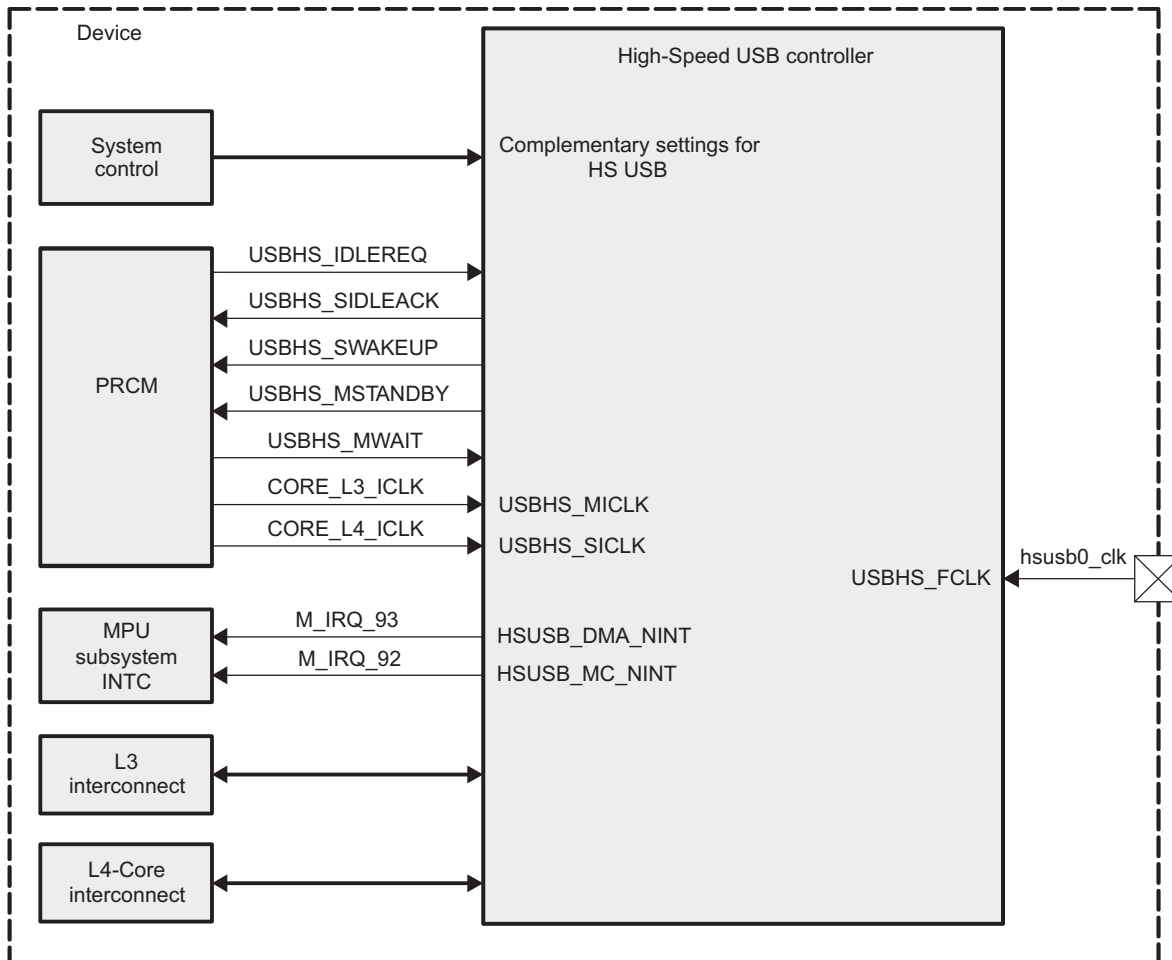 Device
High-Speed USB controller
System
control
Complementary settings for
HS USB
PRCM
USBHS_IDLEREQ
USBHS_SIDLEACK
USBHS_SWAKEUP
USBHS_MSTANDBY
USBHS_MWAIT
CORE_L3_ICLK
USBHS_MICLK
CORE_L4_ICLK
USBHS_SICLK
hsusb0_clk
USBHS_FCLK
MPU
subsystem
INTC
M_IRQ_93
HSUSB_DMA_NINT
M_IRQ_92
HSUSB_MC_NINT
L3
interconnect
L4-Core
interconnect